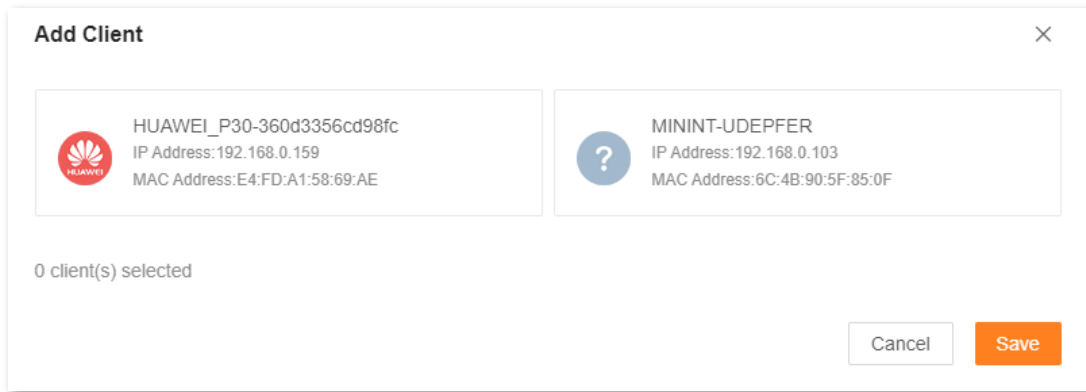 Add Client
HUAWEI_P30-360d3356cd98fc
IP Address:192.168.0.159
MAC Address:E4:FD:A1:58:69:AE
HUAWEI
MININT-UDEPFER
IP Address:192.168.0.103
MAC Address:6C:4B:90:5F:85:0F
?
0 client(s) selected
Cancel
Save